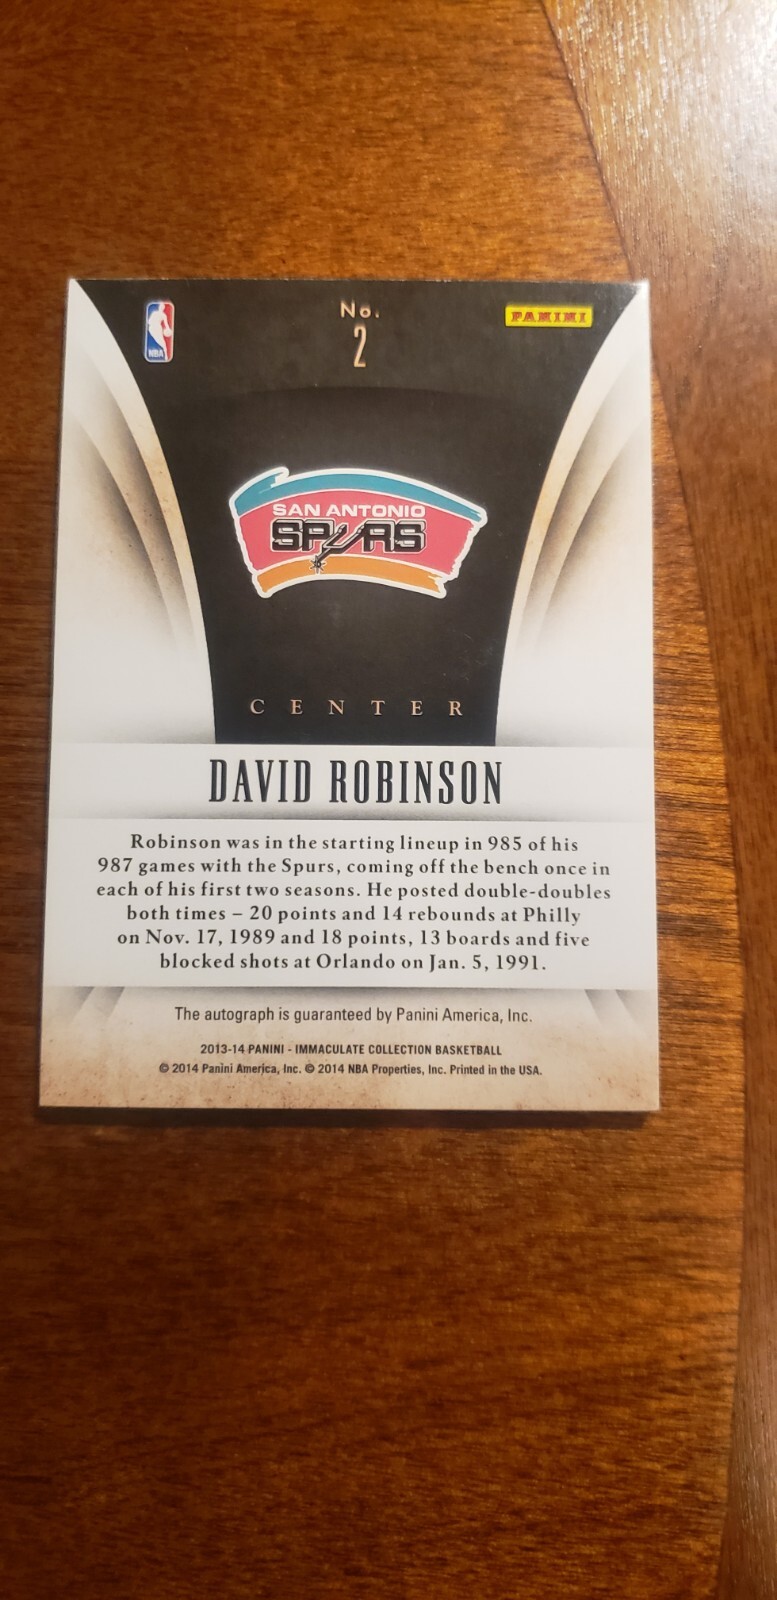 No.
2
PANINI
NBA
SAN ANTONIO
SPURS
CENTER
DAVID ROBINSON
Robinson was in the starting lineup in 985 of his
987 games with the Spurs, coming off the bench once in
each of his first two seasons. He posted double-doubles
both times – 20 points and 14 rebounds at Philly
on Nov. 17, 1989 and 18 points, 13 boards and five
blocked shots at Orlando on Jan. 5, 1991.
The autograph is guaranteed by Panini America, Inc.
2013-14 PANINI - IMMACULATE COLLECTION BASKETBALL
© 2014 Panini America, Inc. © 2014 NBA Properties, Inc. Printed in the USA.